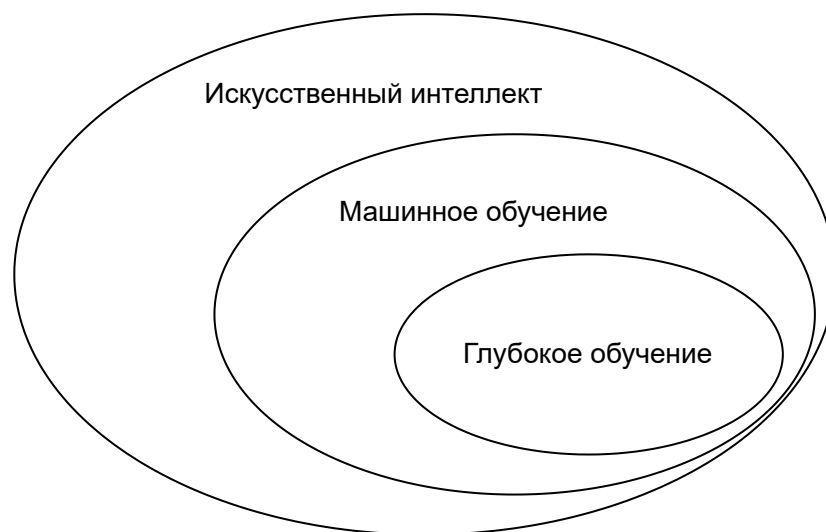 Искусственный интеллект
Машинное обучение
Глубокое обучение